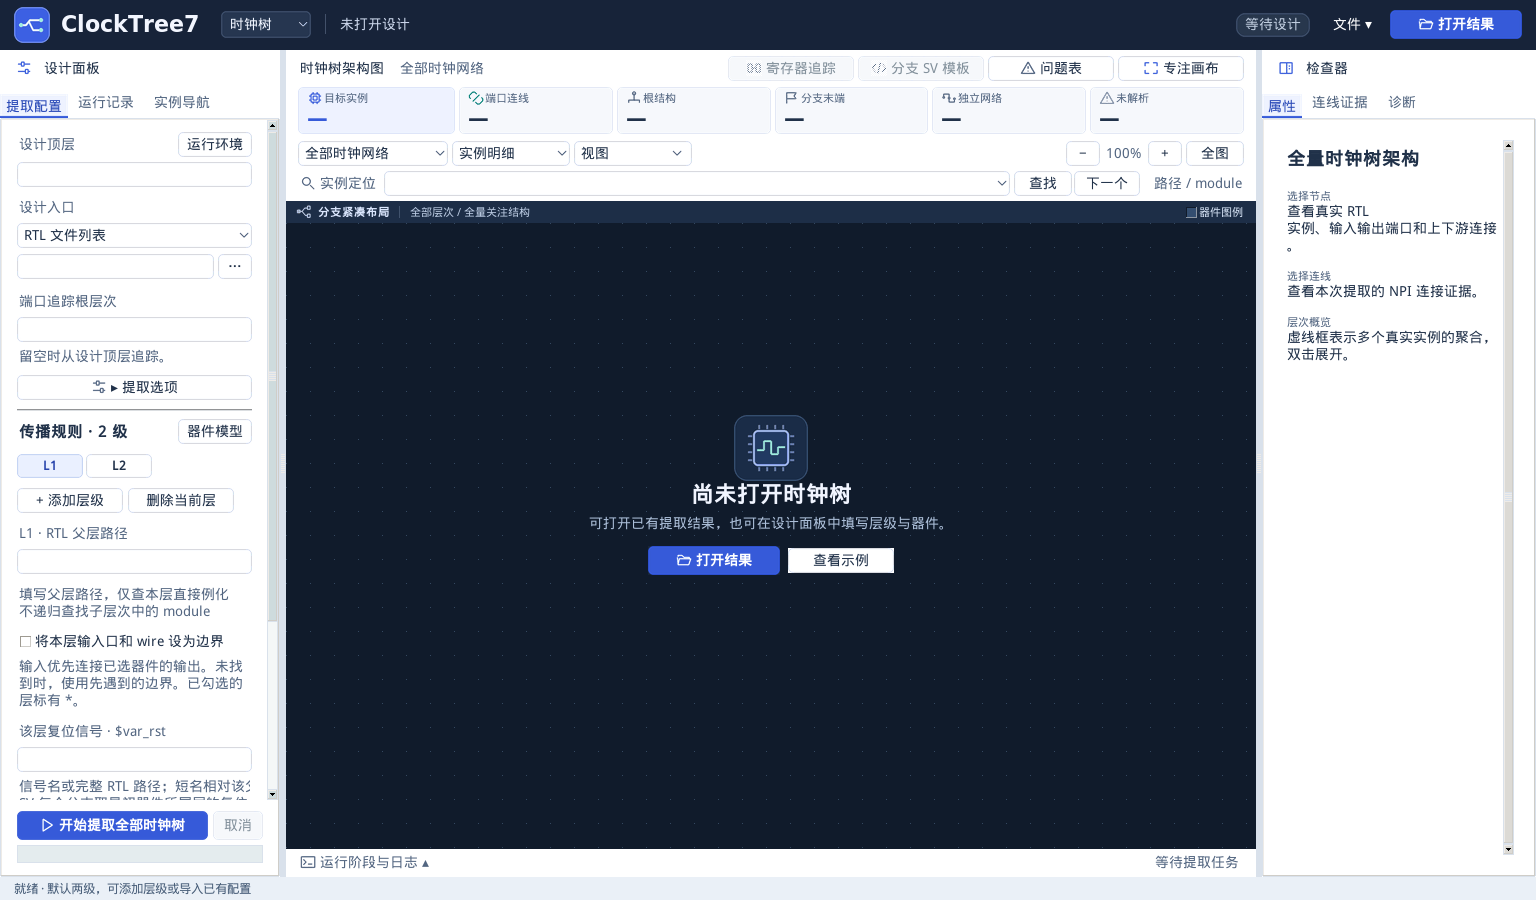 ClockTree7
时钟树
未打开设计
等待设计
文件 ▾
打开结果
设计面板
提取配置
运行记录
实例导航
设计顶层
运行环境
设计入口
RTL 文件列表
...
端口追踪根层次
留空时从设计顶层追踪。
▸ 提取选项
传播规则 · 2 级
器件模型
L1
L2
+ 添加层级
删除当前层
L1 · RTL 父层路径
填写父层路径，仅查本层直接例化
不递归查找子层次中的 module
将本层输入口和 wire 设为边界
输入优先连接已选器件的输出。未找
到时，使用先遇到的边界。已勾选的
层标有 *。
该层复位信号 · $var_rst
信号名或完整 RTL 路径；短名相对该
开始提取全部时钟树
取消
时钟树架构图
全部时钟网络
寄存器追踪
分支 SV 模板
问题表
专注画布
目标实例
—
端口连线
—
根结构
—
分支末端
—
独立网络
—
未解析
—
全部时钟网络
实例明细
视图
−
100%
+
全图
实例定位
查找
下一个
路径 / module
分支紧凑布局
全部层次 / 全量关注结构
器件图例
尚未打开时钟树
可打开已有提取结果，也可在设计面板中填写层级与器件。
打开结果
查看示例
运行阶段与日志 ▴
等待提取任务
检查器
属性
连线证据
诊断
全量时钟树架构
选择节点
查看真实 RTL
实例、输入输出端口和上下游连接
。
选择连线
查看本次提取的 NPI 连接证据。
层次概览
虚线框表示多个真实实例的聚合，
双击展开。
就绪 · 默认两级，可添加层级或导入已有配置